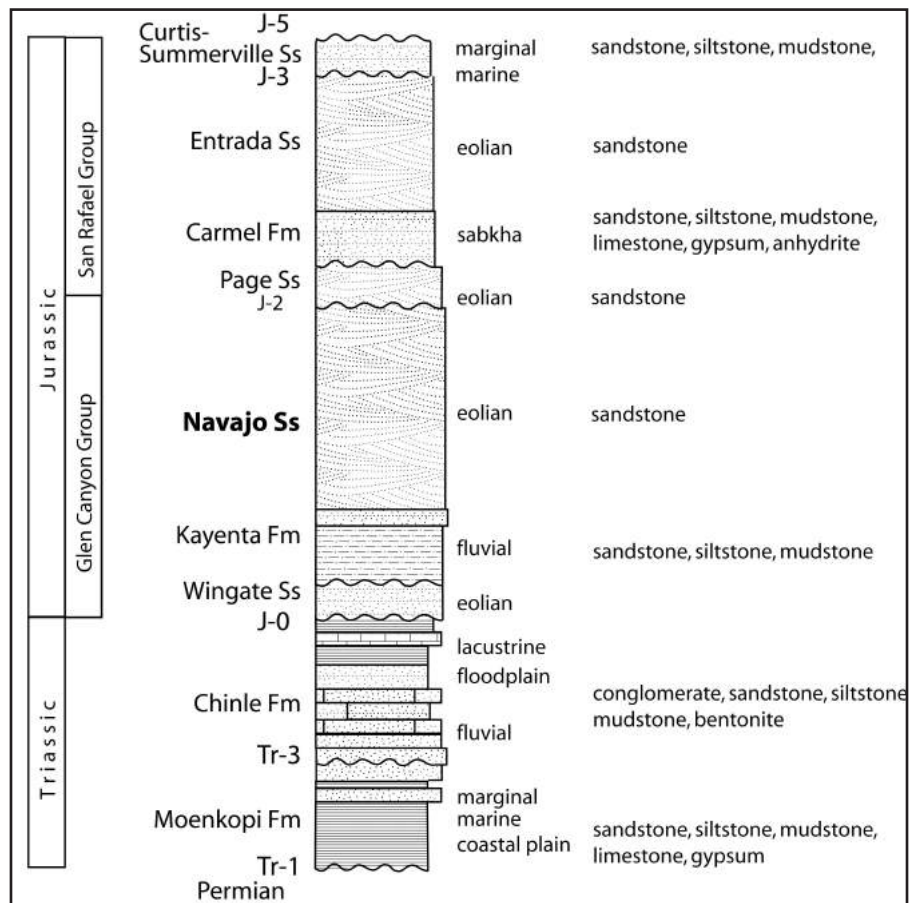 J-5
Curtis-
Summerville Ss
marginal
marine
sandstone, siltstone, mudstone,
J-3
Entrada Ss
eolian
sandstone
Carmel Fm
sabkha
sandstone, siltstone, mudstone,
limestone, gypsum, anhydrite
Page Ss
J-2
eolian
sandstone
Navajo Ss
eolian
sandstone
Kayenta Fm
fluvial
sandstone, siltstone, mudstone
Wingate Ss
eolian
J-0
lacustrine
floodplain
Chinle Fm
fluvial
conglomerate, sandstone, siltstone
mudstone, bentonite
Tr-3
Moenkopi Fm
marginal
marine
coastal plain
sandstone, siltstone, mudstone,
limestone, gypsum
Tr-1
Permian
Jurassic
Triassic
San Rafael Group
Glen Canyon Group